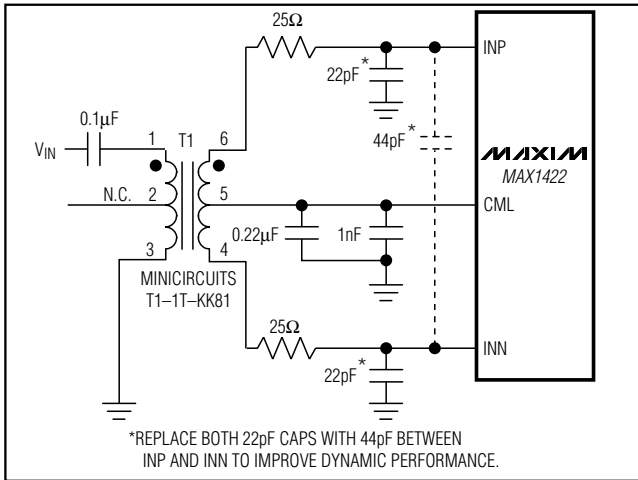 25Ω
INP
22pF*
44pF*
0.1µF
1
T1
6
VIN
MAXIM
MAX1422
N.C.
2
5
CML
0.22µF
1nF
3
4
MINICIRCUITS
T1–1T–KK81
25Ω
INN
22pF*
*REPLACE BOTH 22pF CAPS WITH 44pF BETWEEN
INP AND INN TO IMPROVE DYNAMIC PERFORMANCE.